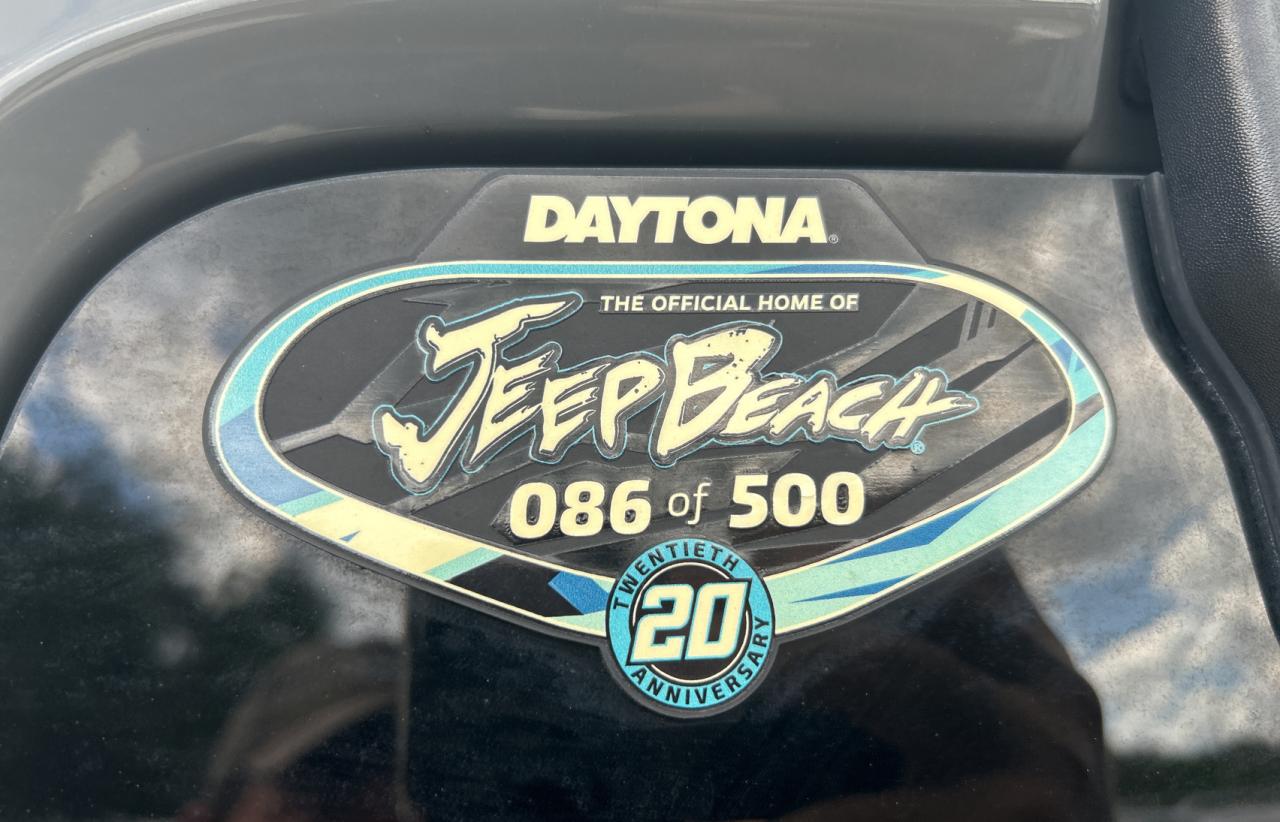 DAYTONA®
THE OFFICIAL HOME OF
JEEP BEACH®
086 of 500
TWENTIETH
20
ANNIVERSARY